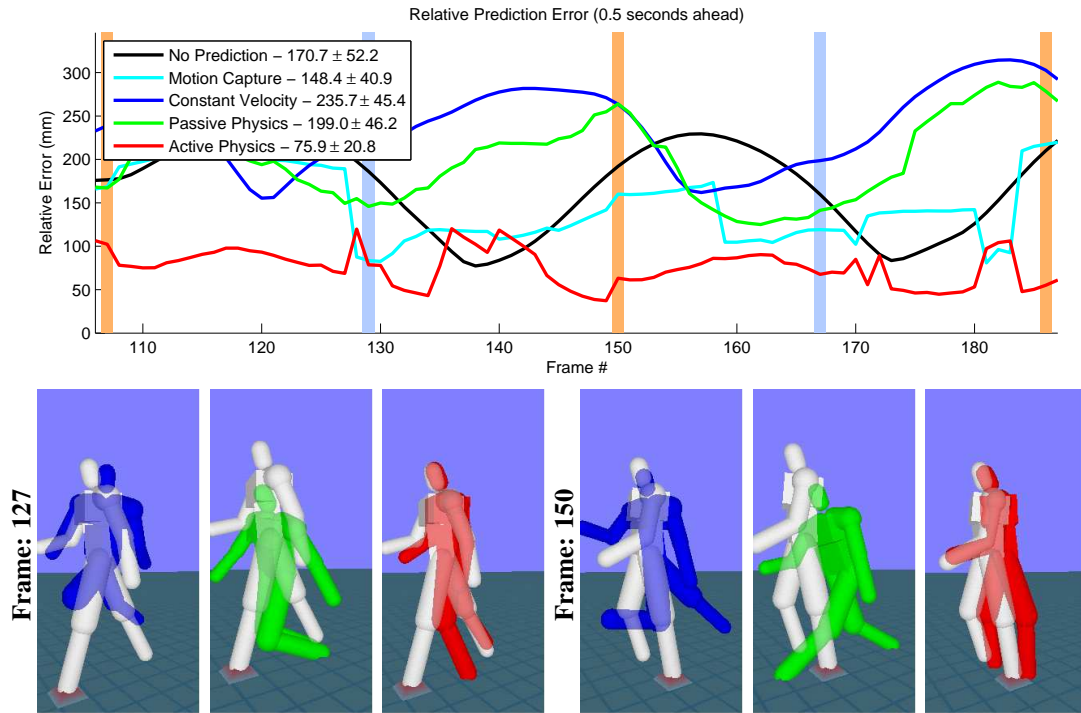 Relative Prediction Error (0.5 seconds ahead)
No Prediction − 170.7 ± 52.2
Motion Capture − 148.4 ± 40.9
Constant Velocity − 235.7 ± 45.4
Passive Physics − 199.0 ± 46.2
Active Physics − 75.9 ± 20.8
Relative Error (mm)
300
250
200
150
100
50
0
110 120 130 140 150 160 170 180
Frame #
Frame: 127
Frame: 150